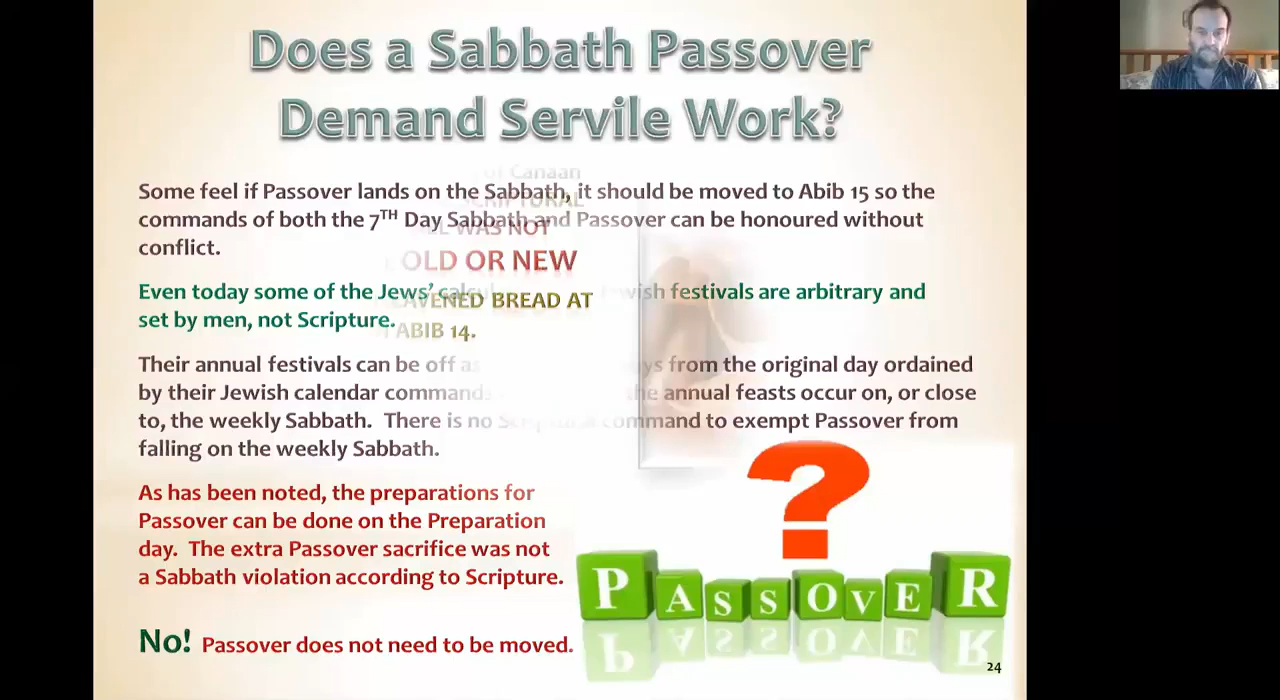 Does a Sabbath Passover
Demand Servile Work?
of Canaan
Some feel if Passover lands on the Sabbath, it should be moved to Abib 15 so the
commands of both the 7TH Day Sabbath and Passover can be honoured without
WAS NOT
conflict.
OLD OR NEW
Even today some of the Jews' festivals are arbitrary and
BREAD AT
set by men, not Scripture.
ABIB 14.
Their annual festivals can be off from the original day ordained
by their Jewish calendar commands annual feasts occur on, or close
to, the weekly Sabbath. There is no command to exempt Passover from
falling on the weekly Sabbath.
As has been noted, the preparations for
Passover can be done on the Preparation
day. The extra Passover sacrifice was not
a Sabbath violation according to Scripture.
No! Passover does not need to be moved.
?
PASSOVER
24